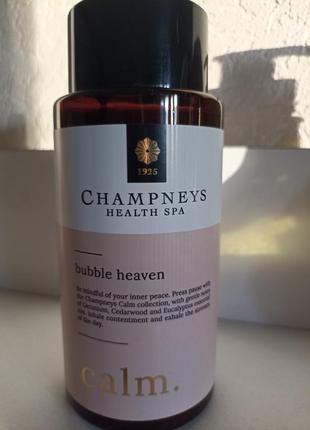 1925
CHAMPNEYS
HEALTH SPA
bubble heaven
Be mindful of your inner peace. Press pause with
the Champneys Calm collection, with gentle notes
of Geranium, Cedarwood and Eucalyptus essential
oils, inhale contentment and exhale the stresses
of the day.
calm.